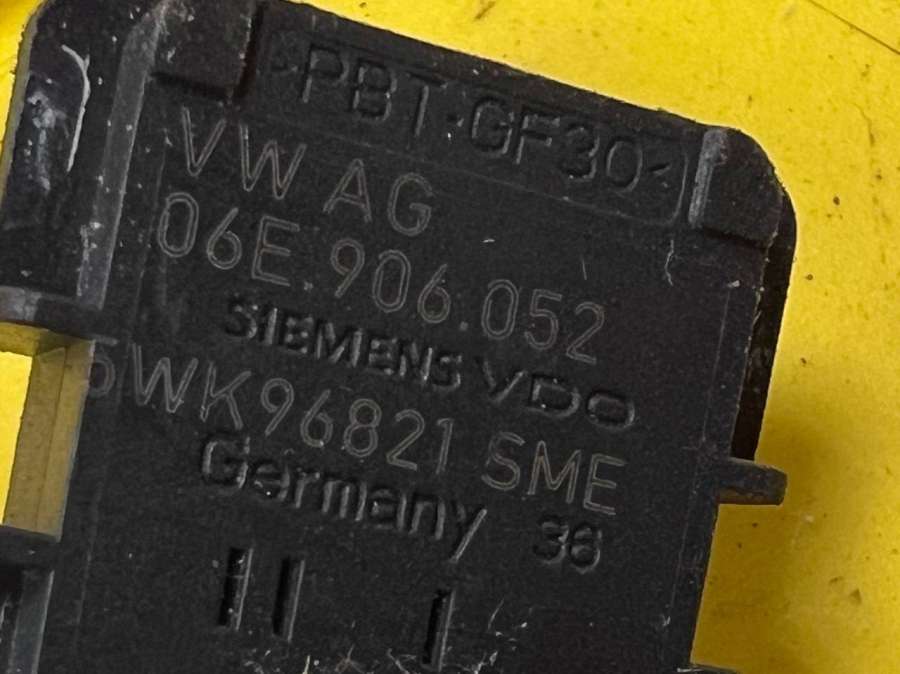 >PBT-GF30<
VW AG
06E.906.052
SIEMENS VDO
5WK96821 SME
Germany 36